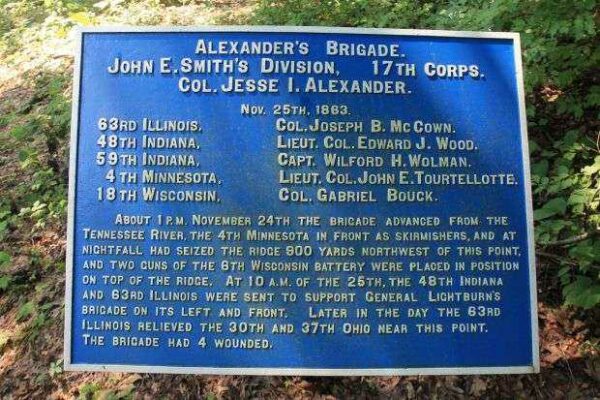 ALEXANDER'S BRIGADE.
JOHN E. SMITH'S DIVISION, 17TH CORPS.
COL. JESSE I. ALEXANDER.
NOV. 25TH, 1863.
63RD ILLINOIS, COL. JOSEPH B. MCCOWN.
48TH INDIANA, LIEUT. COL. EDWARD J. WOOD.
59TH INDIANA, CAPT. WILFORD H. WOLMAN.
4TH MINNESOTA, LIEUT. COL. JOHN E. TOURTELLOTTE.
18TH WISCONSIN, COL. GABRIEL BOUCK.
ABOUT 1 P.M. NOVEMBER 24TH THE BRIGADE ADVANCED FROM THE
TENNESSEE RIVER, THE 4TH MINNESOTA IN FRONT AS SKIRMISHERS, AND AT
NIGHTFALL HAD SEIZED THE RIDGE 900 YARDS NORTHWEST OF THIS POINT,
AND TWO GUNS OF THE 6TH WISCONSIN BATTERY WERE PLACED IN POSITION
ON TOP OF THE RIDGE. AT 10 A.M. OF THE 25TH, THE 48TH INDIANA
AND 63RD ILLINOIS WERE SENT TO SUPPORT GENERAL LIGHTBURN'S
BRIGADE ON ITS LEFT AND FRONT. LATER IN THE DAY THE 63RD
ILLINOIS RELIEVED THE 30TH AND 37TH OHIO NEAR THIS POINT.
THE BRIGADE HAD 4 WOUNDED.